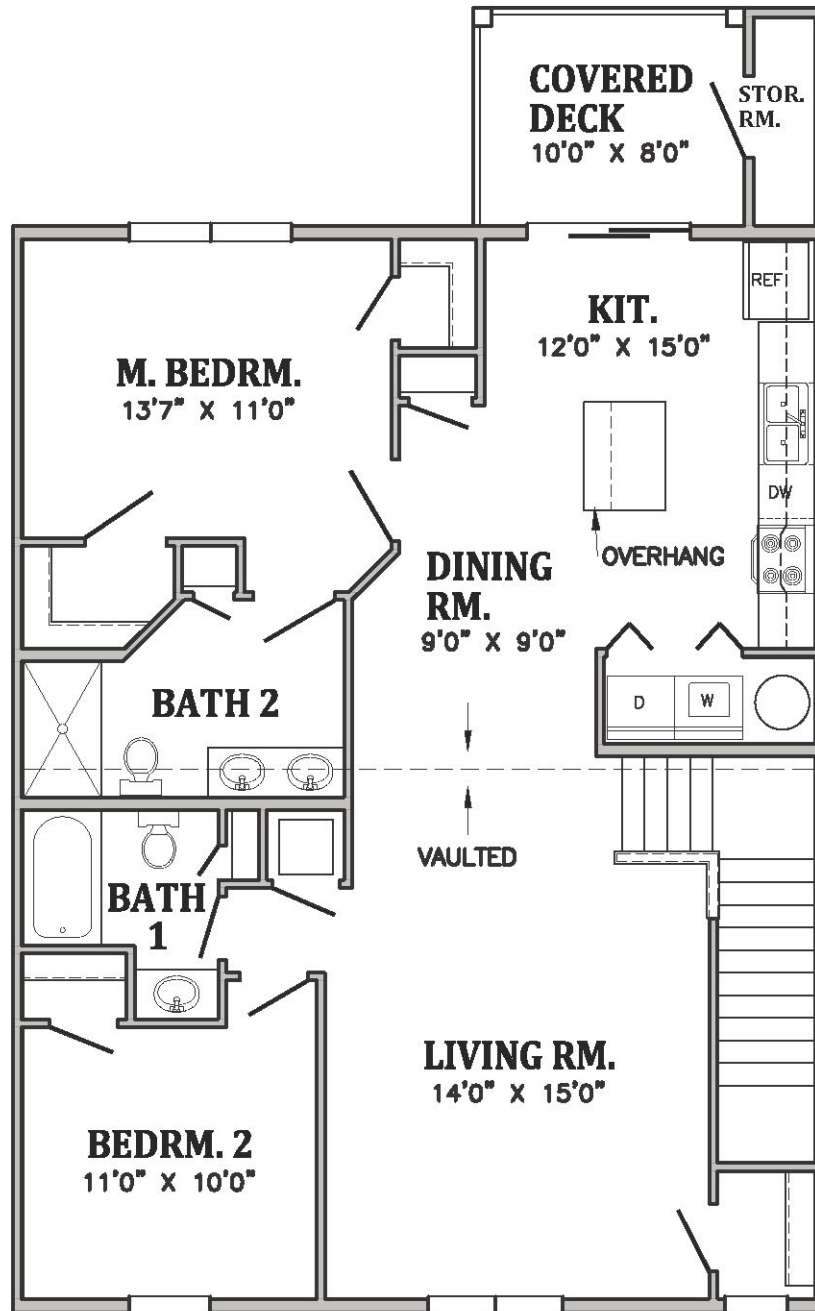 COVERED
DECK
10'0" X 8'0"
STOR.
RM.
REF
KIT.
12'0" X 15'0"
M. BEDRM.
13'7" X 11'0"
DW
OVERHANG
DINING
RM.
9'0" X 9'0"
D
W
BATH 2
VAULTED
BATH
1
LIVING RM.
14'0" X 15'0"
BEDRM. 2
11'0" X 10'0"